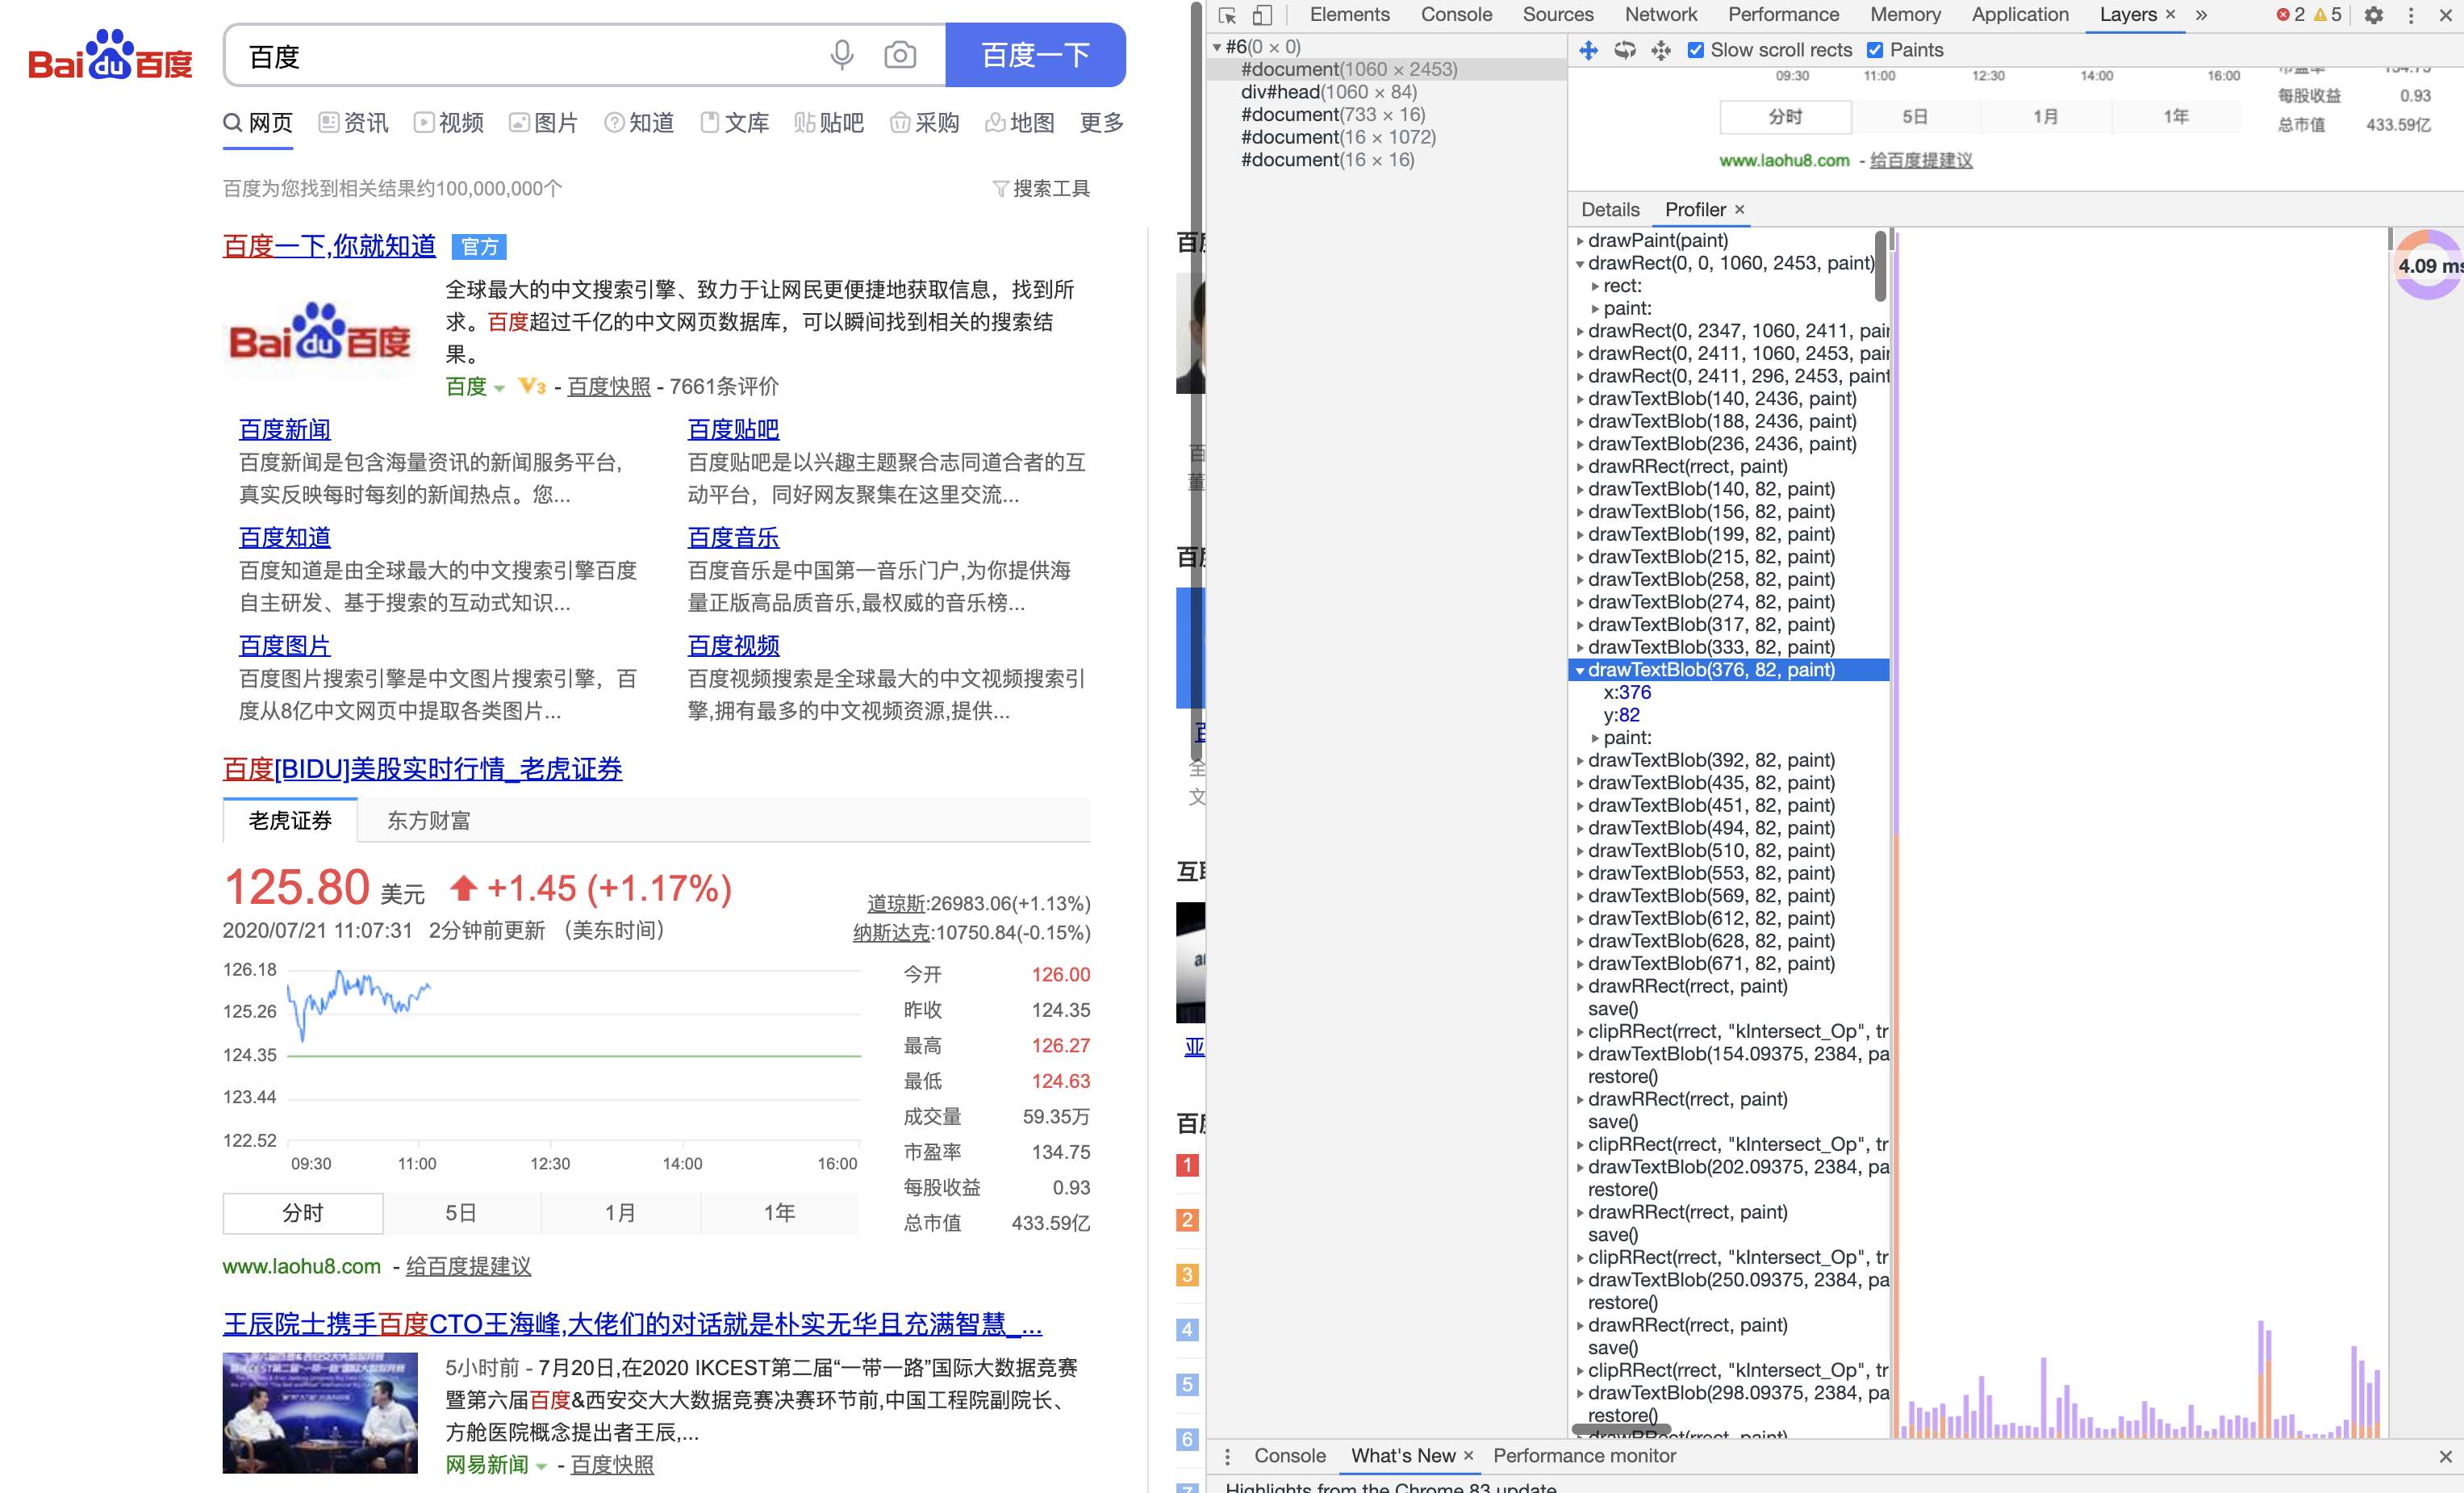 Bai du 百度
百度
百度一下
网页 资讯 视频 图片 知道 文库 贴吧 采购 地图 更多
百度为您找到相关结果约100,000,000个
搜索工具
百度一下,你就知道 官方
Bai du 百度
全球最大的中文搜索引擎、致力于让网民更便捷地获取信息，找到所
求。百度超过千亿的中文网页数据库，可以瞬间找到相关的搜索结
果。
百度 V3 - 百度快照 - 7661条评价
百度新闻
百度新闻是包含海量资讯的新闻服务平台,
真实反映每时每刻的新闻热点。您...
百度贴吧
百度贴吧是以兴趣主题聚合志同道合者的互
动平台，同好网友聚集在这里交流...
百度知道
百度知道是由全球最大的中文搜索引擎百度
自主研发、基于搜索的互动式知识...
百度音乐
百度音乐是中国第一音乐门户,为你提供海
量正版高品质音乐,最权威的音乐榜...
百度图片
百度图片搜索引擎是中文图片搜索引擎，百
度从8亿中文网页中提取各类图片...
百度视频
百度视频搜索是全球最大的中文视频搜索引
擎,拥有最多的中文视频资源,提供...
百度[BIDU]美股实时行情_老虎证券
老虎证券 东方财富
125.80 美元 +1.45 (+1.17%)
2020/07/21 11:07:31 2分钟前更新 （美东时间）
道琼斯:26983.06(+1.13%)
纳斯达克:10750.84(-0.15%)
126.18
125.26
124.35
123.44
122.52
09:30 11:00 12:30 14:00 16:00
今开 126.00
昨收 124.35
最高 126.27
最低 124.63
成交量 59.35万
市盈率 134.75
每股收益 0.93
总市值 433.59亿
分时 5日 1月 1年
www.laohu8.com - 给百度提建议
王辰院士携手百度CTO王海峰,大佬们的对话就是朴实无华且充满智慧_...
5小时前 - 7月20日,在2020 IKCEST第二届“一带一路”国际大数据竞赛
暨第六届百度&西安交大大数据竞赛决赛环节前,中国工程院副院长、
方舱医院概念提出者王辰,...
网易新闻 - 百度快照
百
董
全
文
亚
1
2
3
4
5
6
7
Elements Console Sources Network Performance Memory Application Layers × » 2 5
#6(0 × 0)
#document(1060 × 2453)
div#head(1060 × 84)
#document(733 × 16)
#document(16 × 1072)
#document(16 × 16)
Slow scroll rects Paints
09:30 11:00 12:30 14:00 16:00
市盈率 134.75
每股收益 0.93
总市值 433.59亿
分时 5日 1月 1年
www.laohu8.com - 给百度提建议
Details Profiler ×
drawPaint(paint)
drawRect(0, 0, 1060, 2453, paint)
rect:
paint:
drawRect(0, 2347, 1060, 2411, pain
drawRect(0, 2411, 1060, 2453, pain
drawRect(0, 2411, 296, 2453, paint
drawTextBlob(140, 2436, paint)
drawTextBlob(188, 2436, paint)
drawTextBlob(236, 2436, paint)
drawRRect(rrect, paint)
drawTextBlob(140, 82, paint)
drawTextBlob(156, 82, paint)
drawTextBlob(199, 82, paint)
drawTextBlob(215, 82, paint)
drawTextBlob(258, 82, paint)
drawTextBlob(274, 82, paint)
drawTextBlob(317, 82, paint)
drawTextBlob(333, 82, paint)
drawTextBlob(376, 82, paint)
x:376
y:82
paint:
drawTextBlob(392, 82, paint)
drawTextBlob(435, 82, paint)
drawTextBlob(451, 82, paint)
drawTextBlob(494, 82, paint)
drawTextBlob(510, 82, paint)
drawTextBlob(553, 82, paint)
drawTextBlob(569, 82, paint)
drawTextBlob(612, 82, paint)
drawTextBlob(628, 82, paint)
drawTextBlob(671, 82, paint)
drawRRect(rrect, paint)
save()
clipRRect(rrect, "kIntersect_Op", tr
drawTextBlob(154.09375, 2384, pa
restore()
drawRRect(rrect, paint)
save()
clipRRect(rrect, "kIntersect_Op", tr
drawTextBlob(202.09375, 2384, pa
restore()
drawRRect(rrect, paint)
save()
clipRRect(rrect, "kIntersect_Op", tr
drawTextBlob(250.09375, 2384, pa
restore()
drawRRect(rrect, paint)
save()
clipRRect(rrect, "kIntersect_Op", tr
drawTextBlob(298.09375, 2384, pa
restore()
drawRRect(rrect, paint)
4.09 ms
Console What's New × Performance monitor
Highlights from the Chrome 83 update